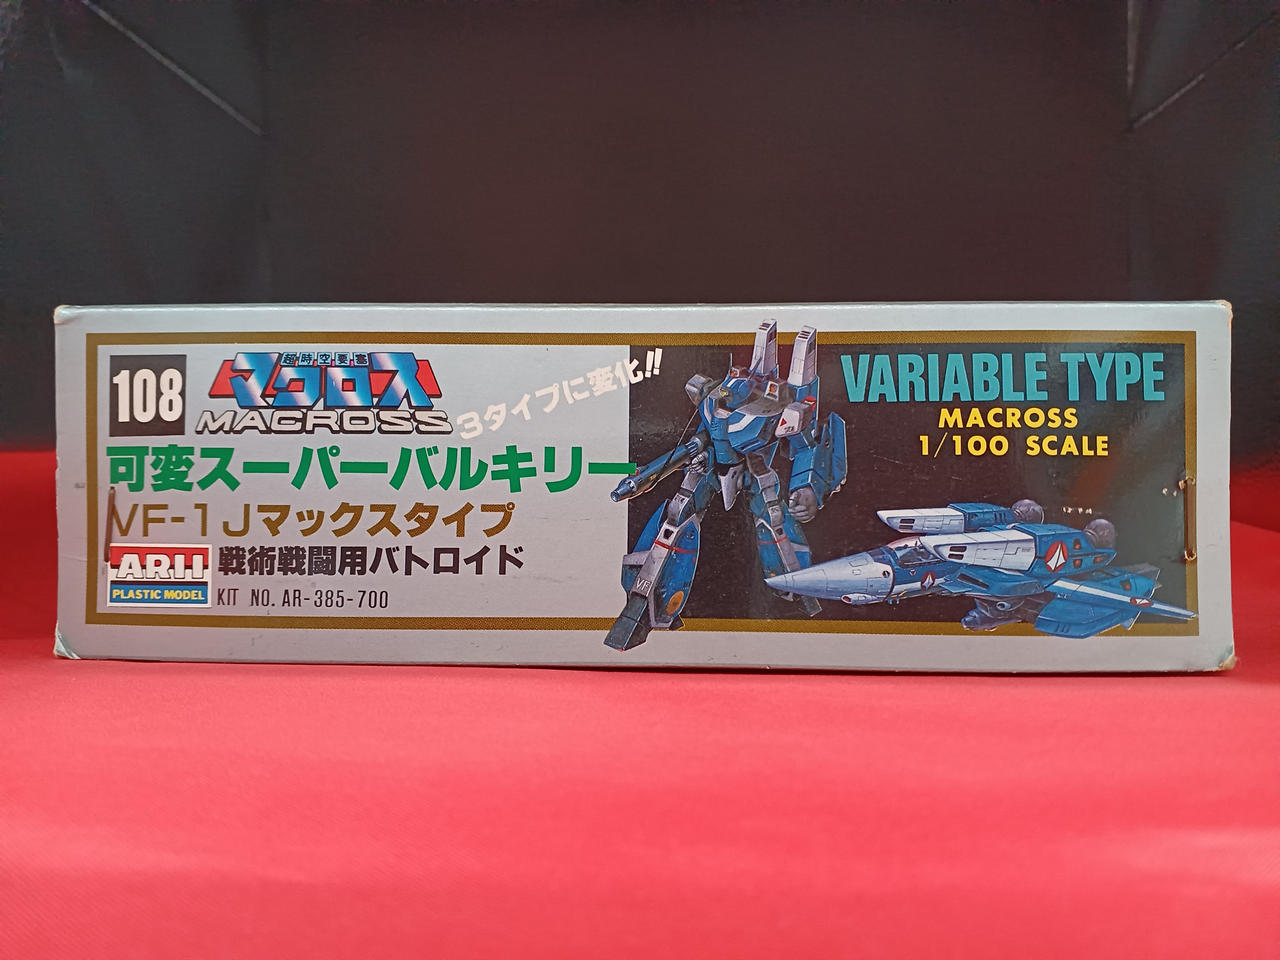 108
超時空要塞
マクロス
MACROSS
3タイプに変化!!
可変スーパーバルキリー
VF-1Jマックスタイプ
ARII
PLASTIC MODEL
戦術戦闘用バトロイド
KIT NO. AR-385-700
VARIABLE TYPE
MACROSS
1/100 SCALE
VF